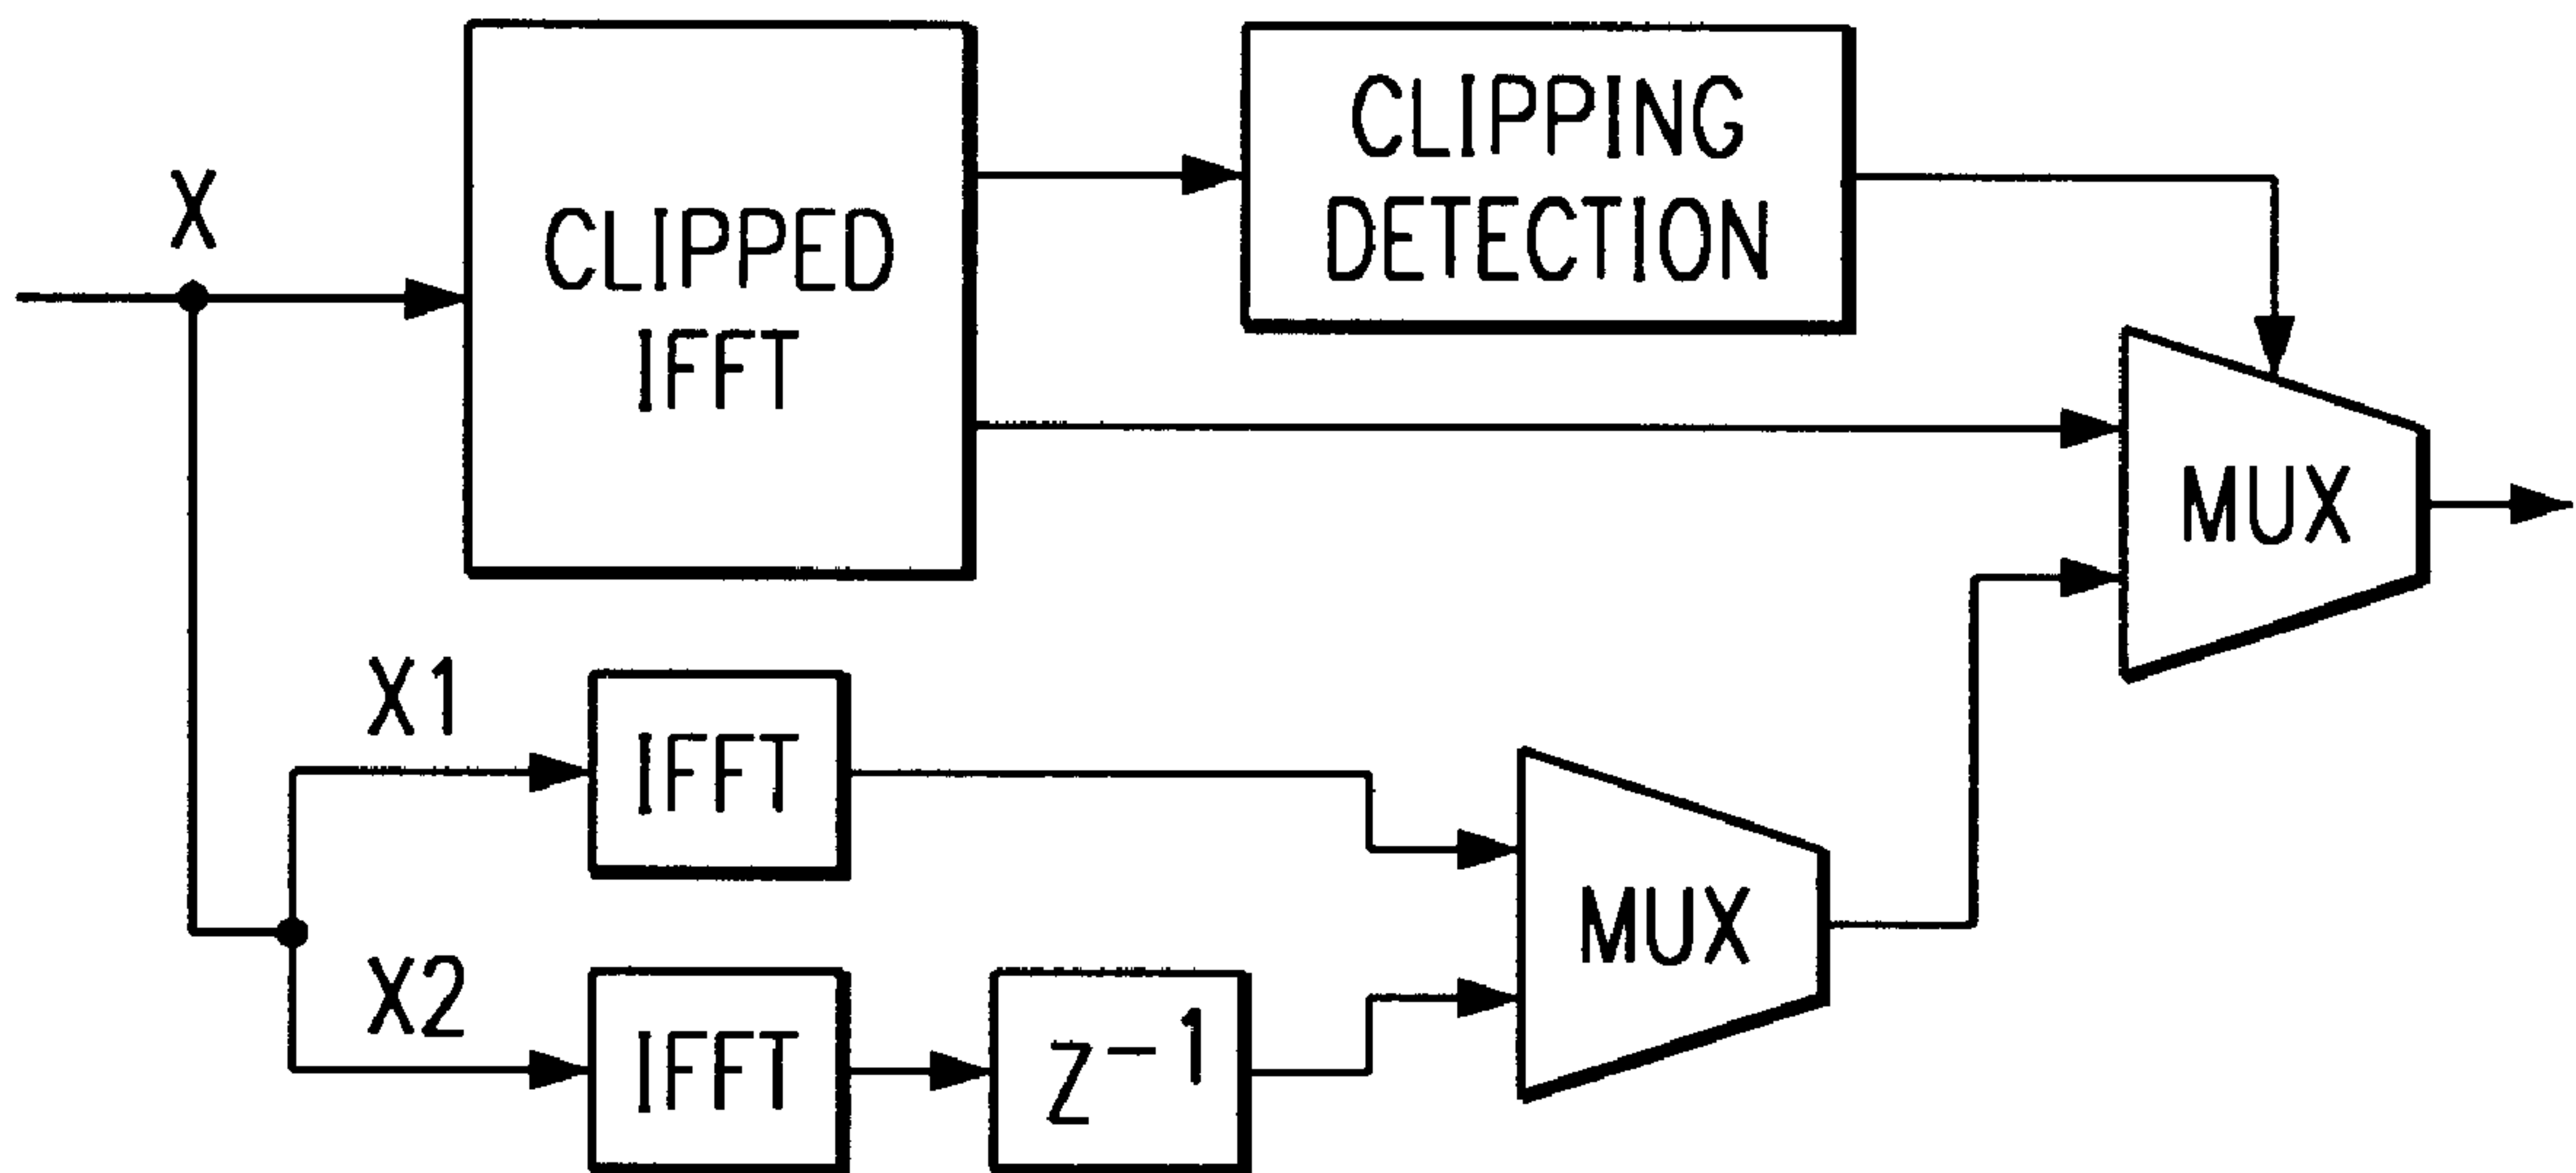 X
CLIPPED
IFFT
CLIPPING
DETECTION
MUX
X1
IFFT
MUX
X2
IFFT
Z⁻¹